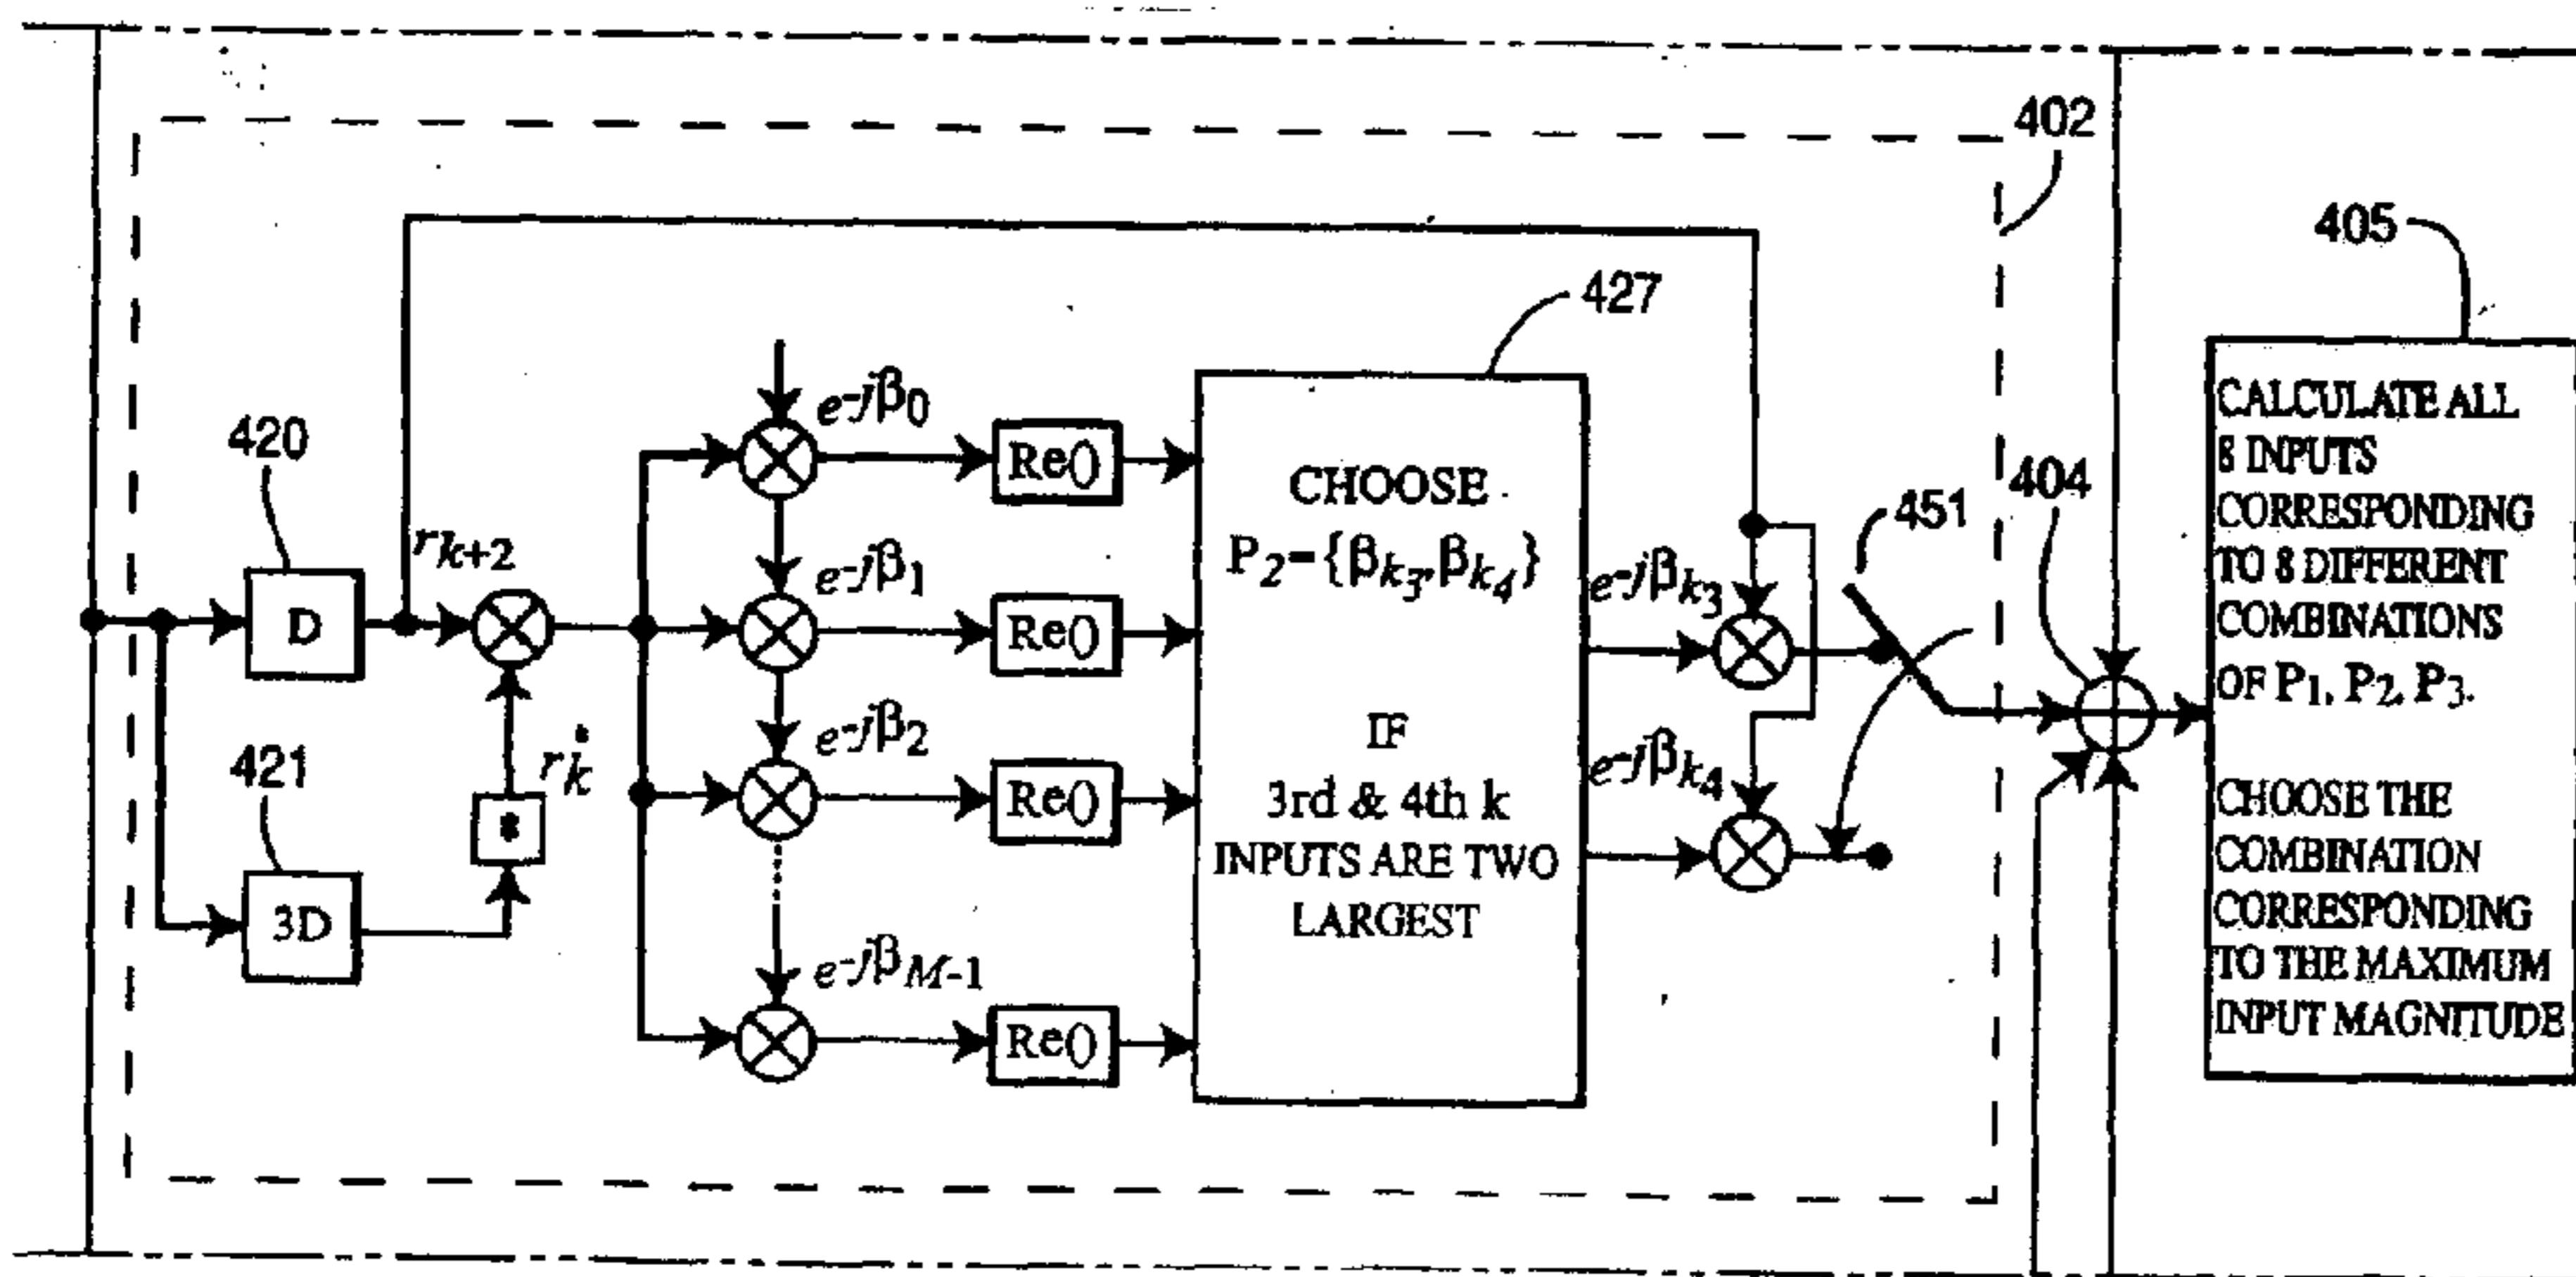 402
405
427
420
r_{k+2}
D
421
3D
r_k^*
*
e^{-jβ_0}
Re()
e^{-jβ_1}
Re()
e^{-jβ_2}
Re()
e^{-jβ_{M-1}}
Re()
CHOOSE
P_2={β_{k_3},β_{k_4}}
IF
3rd & 4th k
INPUTS ARE TWO
LARGEST
e^{-jβ_{k_3}}
e^{-jβ_{k_4}}
451
404
CALCULATE ALL
8 INPUTS
CORRESPONDING
TO 8 DIFFERENT
COMBINATIONS
OF P_1, P_2, P_3.
CHOOSE THE
COMBINATION
CORRESPONDING
TO THE MAXIMUM
INPUT MAGNITUDE